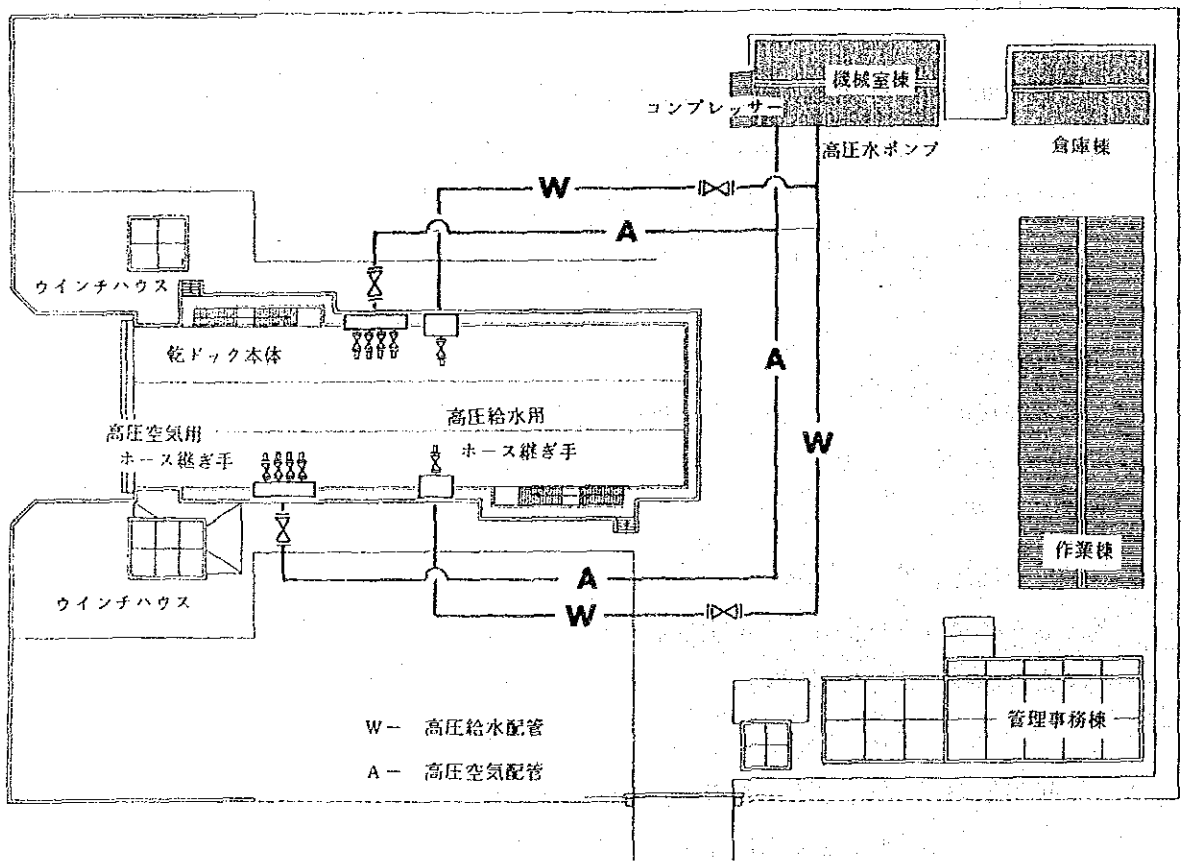 機械室棟
コンプレッサー
高圧水ポンプ
倉庫棟
W
A
ウインチハウス
乾ドック本体
A
高圧給水用
ホース継ぎ手
高圧空気用
ホース継ぎ手
W
作業棟
A
W
ウインチハウス
管理事務棟
W－ 高圧給水配管
A－ 高圧空気配管